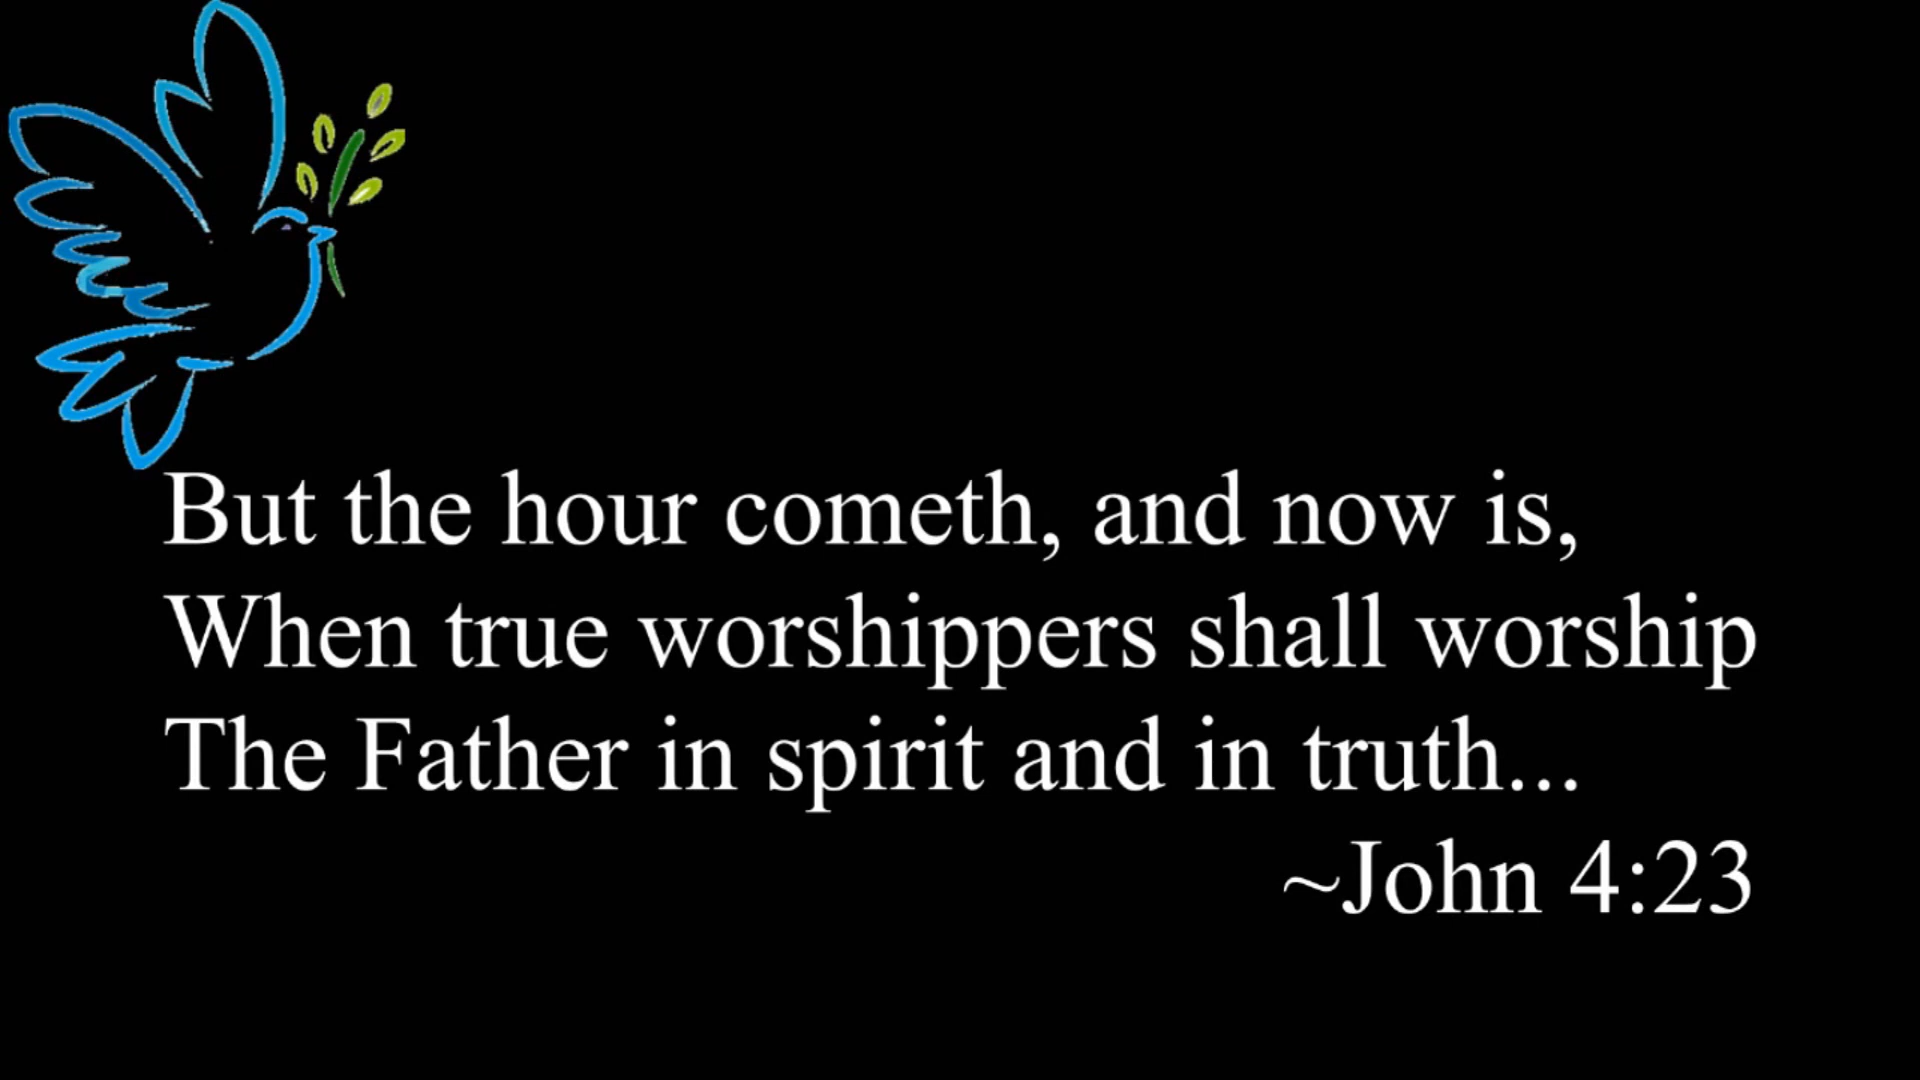 But the hour cometh, and now is,
When true worshippers shall worship
The Father in spirit and in truth...
~John 4:23